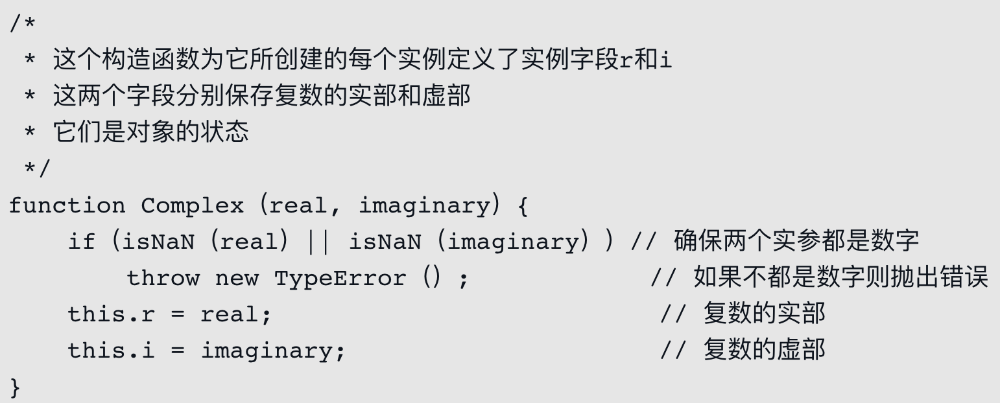 /*
 * 这个构造函数为它所创建的每个实例定义了实例字段r和i
 * 这两个字段分别保存复数的实部和虚部
 * 它们是对象的状态
 */
function Complex (real, imaginary) {
    if (isNaN (real) || isNaN (imaginary) ) // 确保两个实参都是数字
        throw new TypeError () ;            // 如果不都是数字则抛出错误
    this.r = real;                          // 复数的实部
    this.i = imaginary;                     // 复数的虚部
}